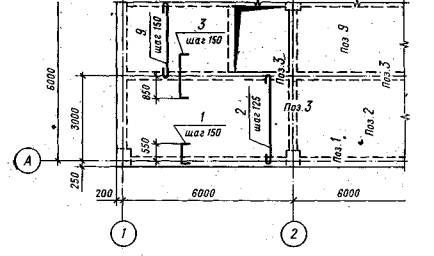 9
шаг 150
3
шаг 150
Поз. 9
Поз.3
Поз.3
6000
850
3000
1
шаг 150
2
шаг 125
Поз.3
Поз.2
Поз.1
550
А
250
200
6000
6000
1
2